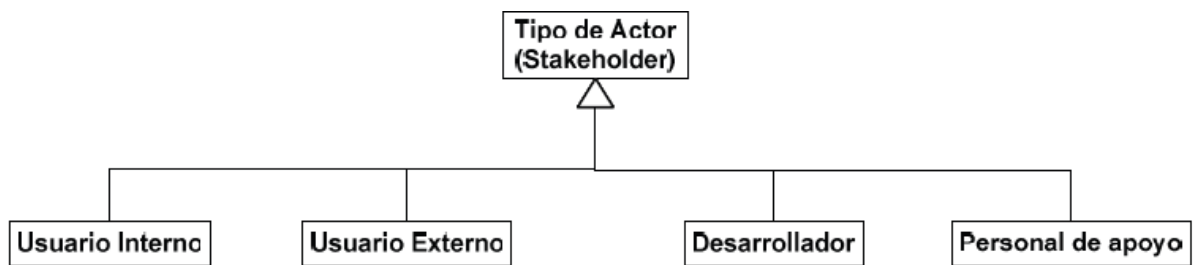 Tipo de Actor
(Stakeholder)
Usuario Interno
Usuario Externo
Desarrollador
Personal de apoyo